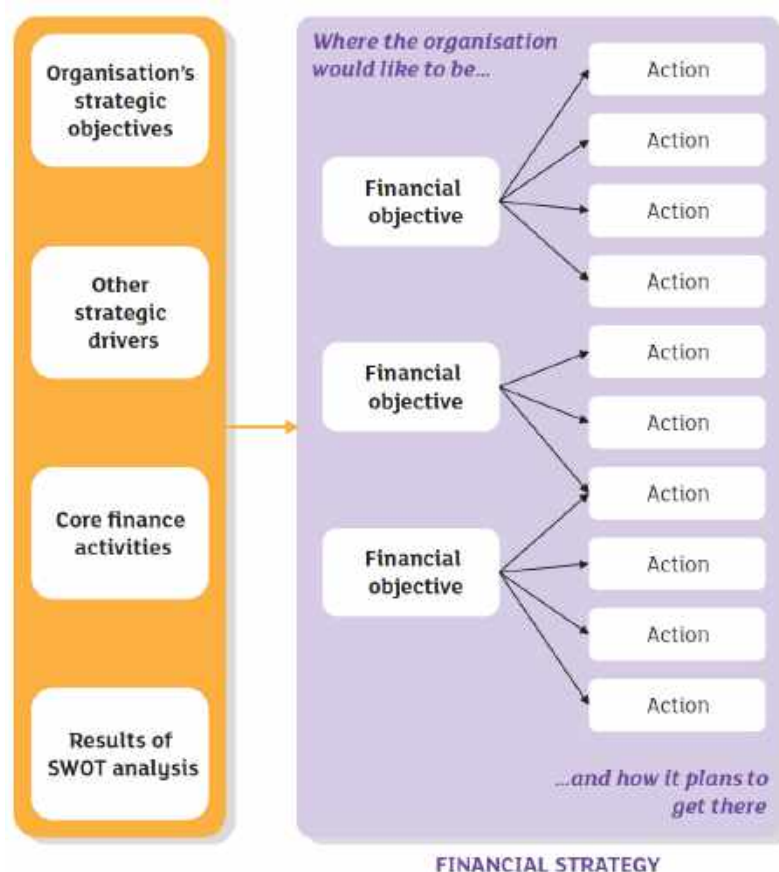 Organisation's
strategic
objectives
Other
strategic
drivers
Core finance
activities
Results of
SWOT analysis
Where the organisation
would like to be...
Financial
objective
Action
Action
Action
Action
Financial
objective
Action
Action
Action
Financial
objective
Action
Action
Action
...and how it plans to
get there
FINANCIAL STRATEGY